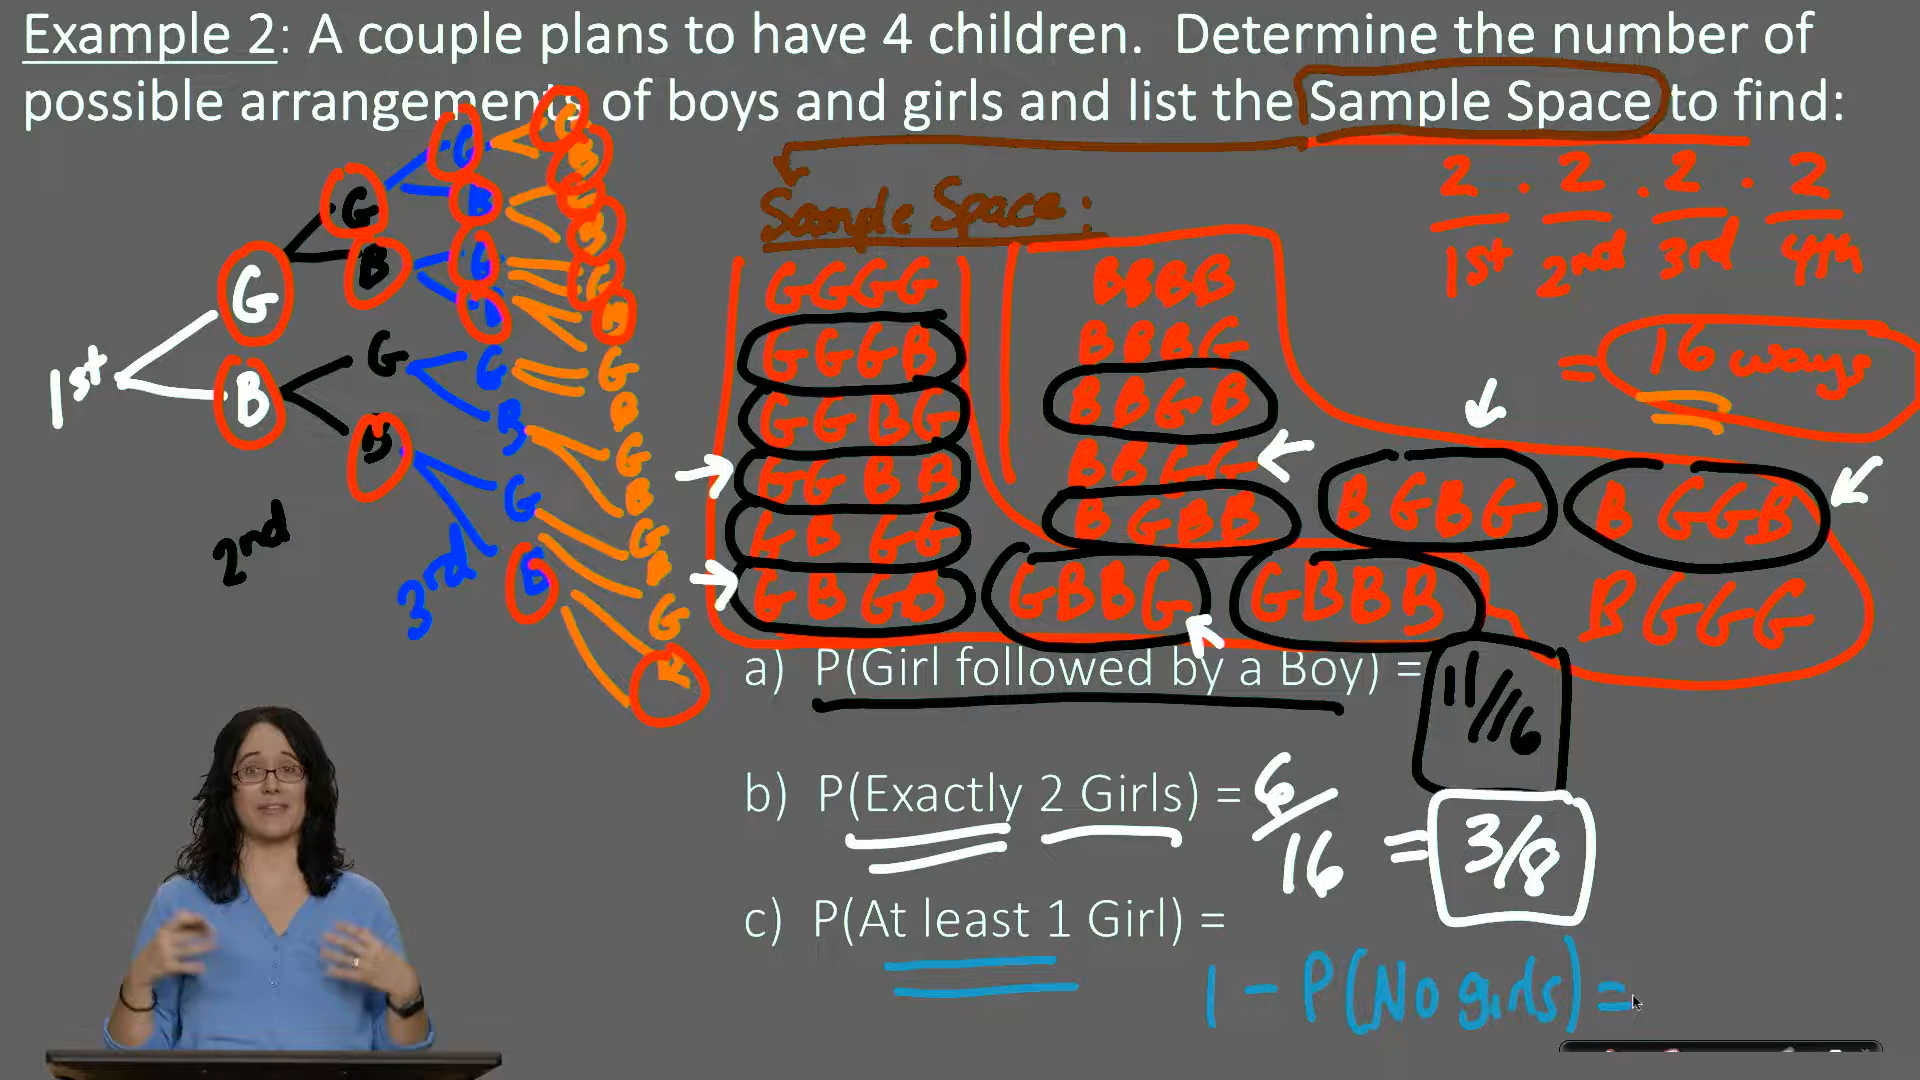 Example 2: A couple plans to have 4 children. Determine the number of
possible arrangements of boys and girls and list the Sample Space to find:
2 · 2 · 2 · 2
1st 2nd 3rd 4th
= 16 ways
Sample Space:
GGGG BBBB
GGGB BBBG
GGBG BBGB
GGBB BBGG
GBGG BGBB BGBG BGGB
GBGB GBBG GBBB BGGG
1st
G
B
G
B
G
B
2nd
G
B
G
B
G
B
G
B
3rd
a) P(Girl followed by a Boy) = 11/16
b) P(Exactly 2 Girls) = 6/16 = 3/8
c) P(At least 1 Girl) =
1 - P(No girls) =